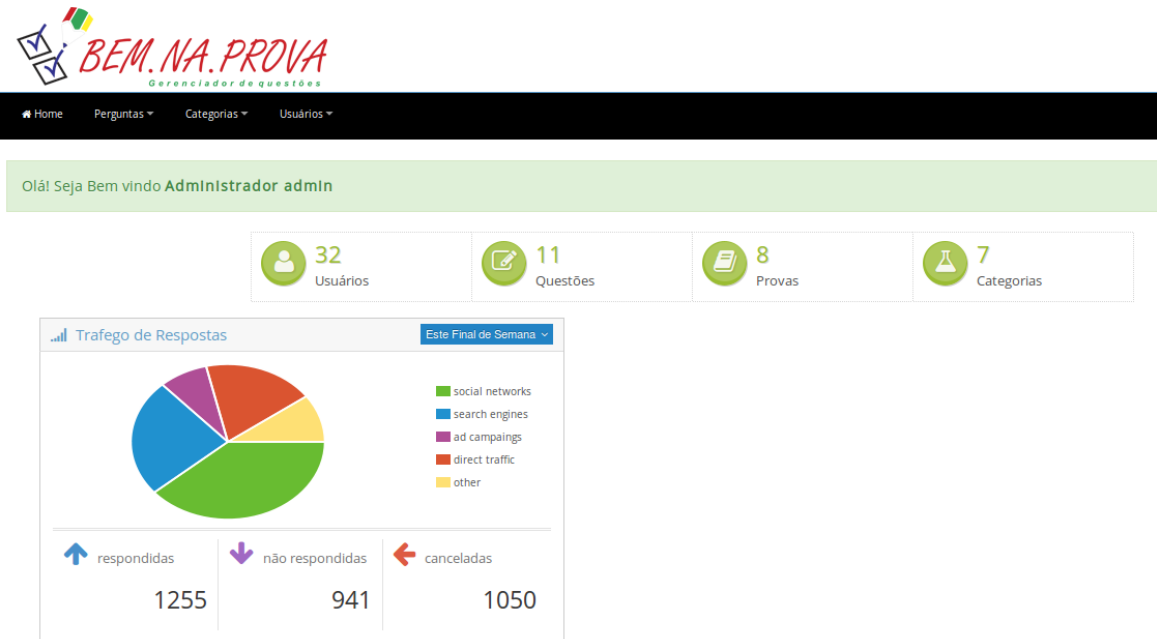 BEM.NA.PROVA
Gerenciador de questões
Home Perguntas Categorias Usuários
Olá! Seja Bem vindo Administrador admin
32 11 8 7
Usuários Questões Provas Categorias
Trafego de Respostas Este Final de Semana
social networks
search engines
ad campaings
direct traffic
other
respondidas não respondidas canceladas
1255 941 1050